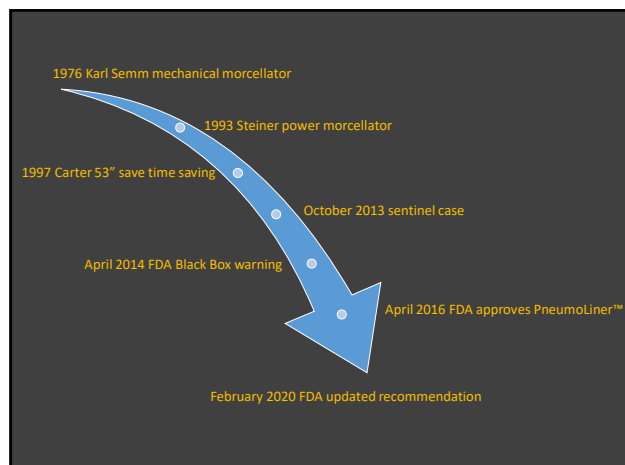 1976 Karl Semm mechanical morcellator
1993 Steiner power morcellator
1997 Carter 53” save time saving
October 2013 sentinel case
April 2014 FDA Black Box warning
April 2016 FDA approves PneumoLiner™
February 2020 FDA updated recommendation